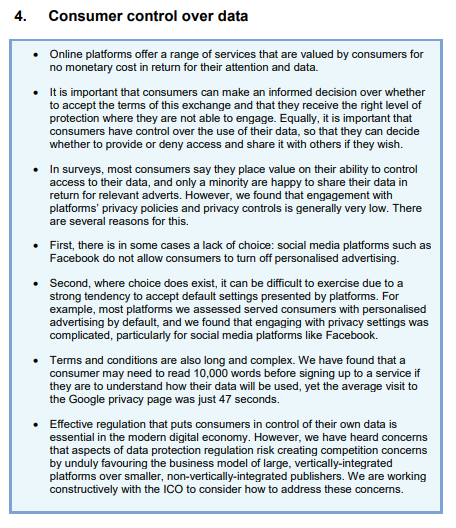 4. Consumer control over data
• Online platforms offer a range of services that are valued by consumers for
no monetary cost in return for their attention and data.
• It is important that consumers can make an informed decision over whether
to accept the terms of this exchange and that they receive the right level of
protection where they are not able to engage. Equally, it is important that
consumers have control over the use of their data, so that they can decide
whether to provide or deny access and share it with others if they wish.
• In surveys, most consumers say they place value on their ability to control
access to their data, and only a minority are happy to share their data in
return for relevant adverts. However, we found that engagement with
platforms' privacy policies and privacy controls is generally very low. There
are several reasons for this.
• First, there is in some cases a lack of choice: social media platforms such as
Facebook do not allow consumers to turn off personalised advertising.
• Second, where choice does exist, it can be difficult to exercise due to a
strong tendency to accept default settings presented by platforms. For
example, most platforms we assessed served consumers with personalised
advertising by default, and we found that engaging with privacy settings was
complicated, particularly for social media platforms like Facebook.
• Terms and conditions are also long and complex. We have found that a
consumer may need to read 10,000 words before signing up to a service if
they are to understand how their data will be used, yet the average visit to
the Google privacy page was just 47 seconds.
• Effective regulation that puts consumers in control of their own data is
essential in the modern digital economy. However, we have heard concerns
that aspects of data protection regulation risk creating competition concerns
by unduly favouring the business model of large, vertically-integrated
platforms over smaller, non-vertically-integrated publishers. We are working
constructively with the ICO to consider how to address these concerns.